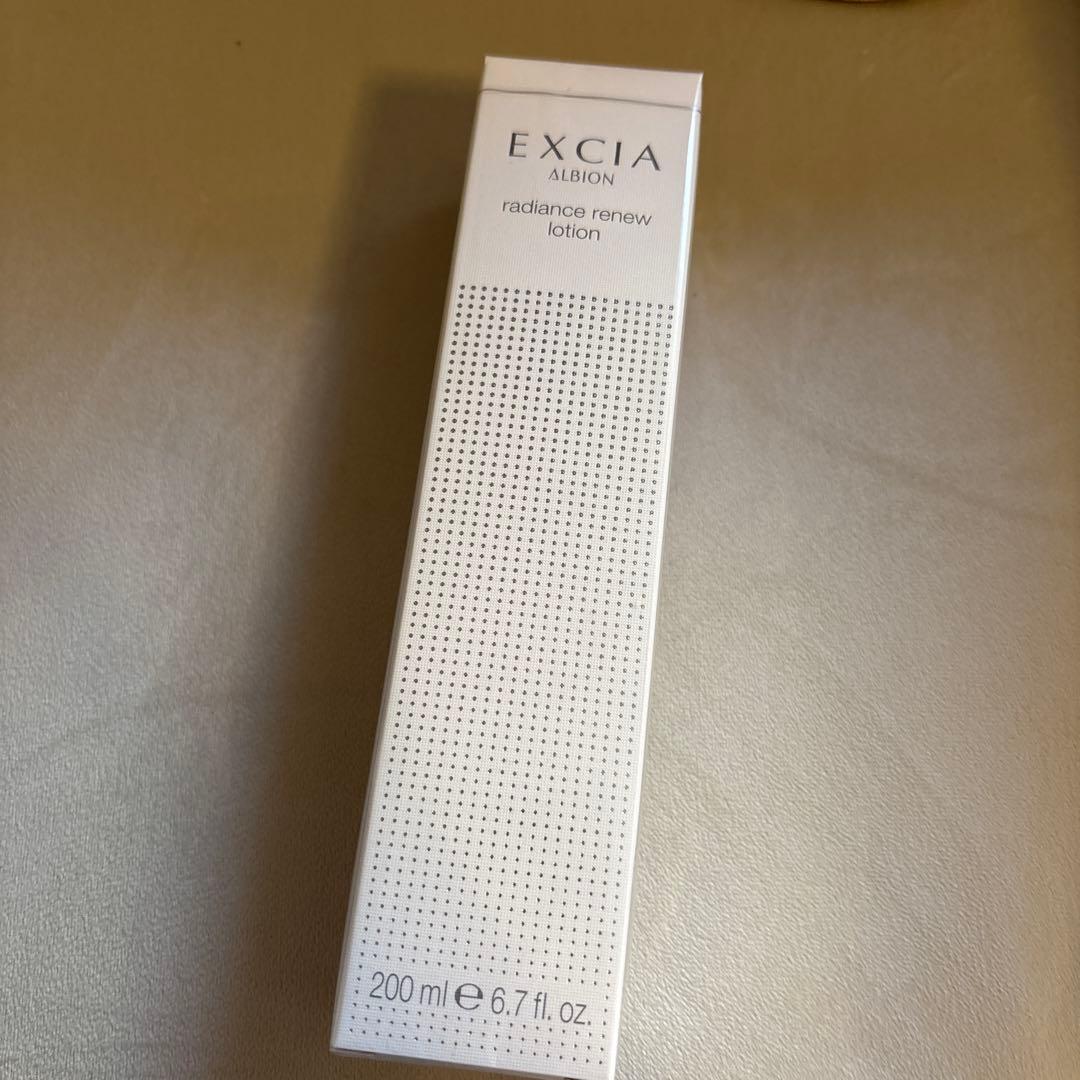 EXCIA
ALBION
radiance renew
lotion
200 ml ℮ 6.7 fl. oz.